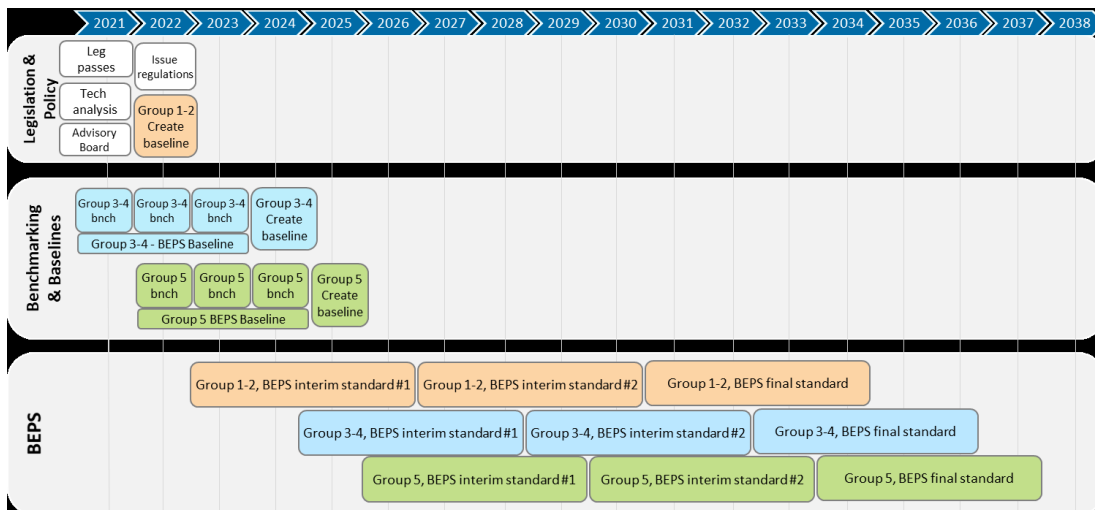 2021 2022 2023 2024 2025 2026 2027 2028 2029 2030 2031 2032 2033 2034 2035 2036 2037 2038
Legislation &
Policy
Leg
passes
Issue
regulations
Tech
analysis
Group 1-2
Create
baseline
Advisory
Board
Benchmarking
& Baselines
Group 3-4
bnch
Group 3-4
bnch
Group 3-4
bnch
Group 3-4
Create
baseline
Group 3-4 - BEPS Baseline
Group 5
bnch
Group 5
bnch
Group 5
bnch
Group 5
Create
baseline
Group 5 BEPS Baseline
BEPS
Group 1-2, BEPS interim standard #1
Group 1-2, BEPS interim standard #2
Group 1-2, BEPS final standard
Group 3-4, BEPS interim standard #1
Group 3-4, BEPS interim standard #2
Group 3-4, BEPS final standard
Group 5, BEPS interim standard #1
Group 5, BEPS interim standard #2
Group 5, BEPS final standard